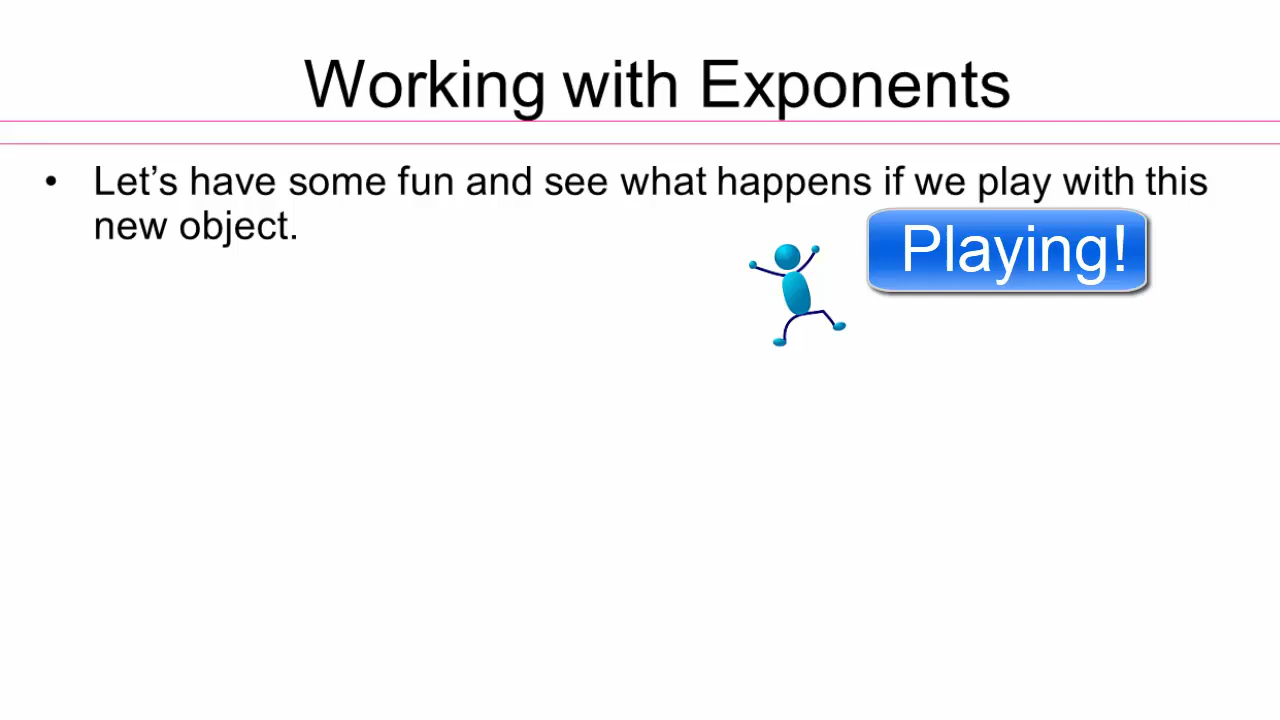 Working with Exponents
• Let’s have some fun and see what happens if we play with this
new object.
Playing!